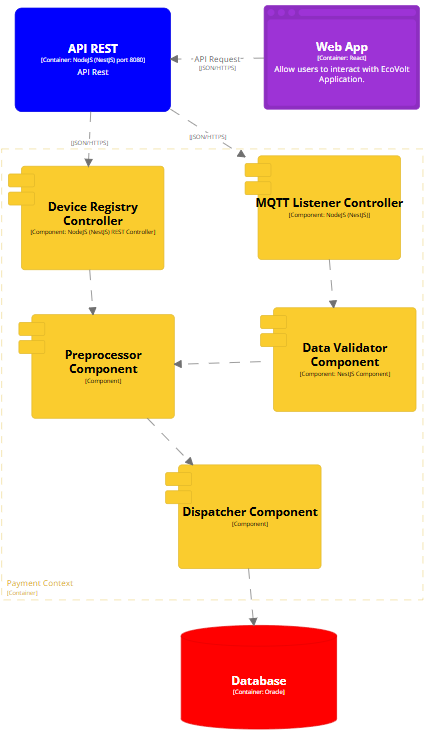 API REST
[Container: NodeJS (NestJS) port 8080]
API Rest
API Request
[JSON/HTTPS]
Web App
[Container: React]
Allow users to interact with EcoVolt
Application.
[JSON/HTTPS]
[JSON/HTTPS]
Device Registry
Controller
[Component: NodeJS (NestJS) REST Controller]
MQTT Listener Controller
[Component: NodeJS (NestJS)]
Preprocessor
Component
[Component]
Data Validator
Component
[Component: NestJS Component]
Dispatcher Component
[Component]
Payment Context
[Container]
Database
[Container: Oracle]